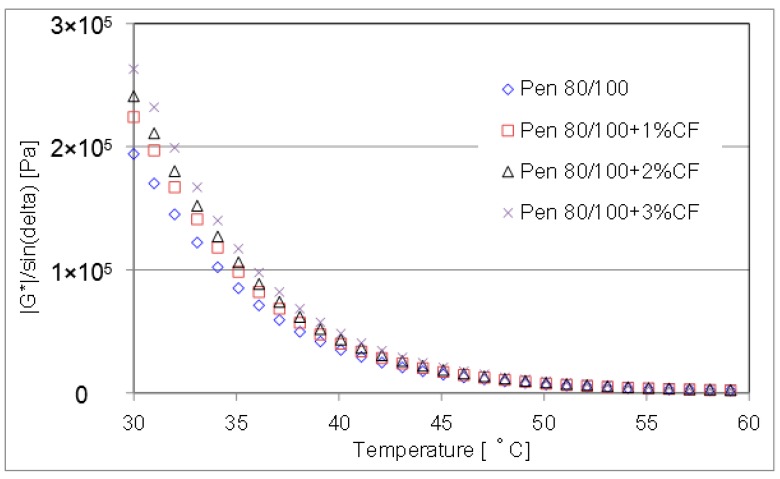 3×10⁵
2×10⁵
1×10⁵
0
|G*|/sin(delta) [Pa]
Pen 80/100
Pen 80/100+1%CF
Pen 80/100+2%CF
Pen 80/100+3%CF
30 35 40 45 50 55 60
Temperature [ °C]